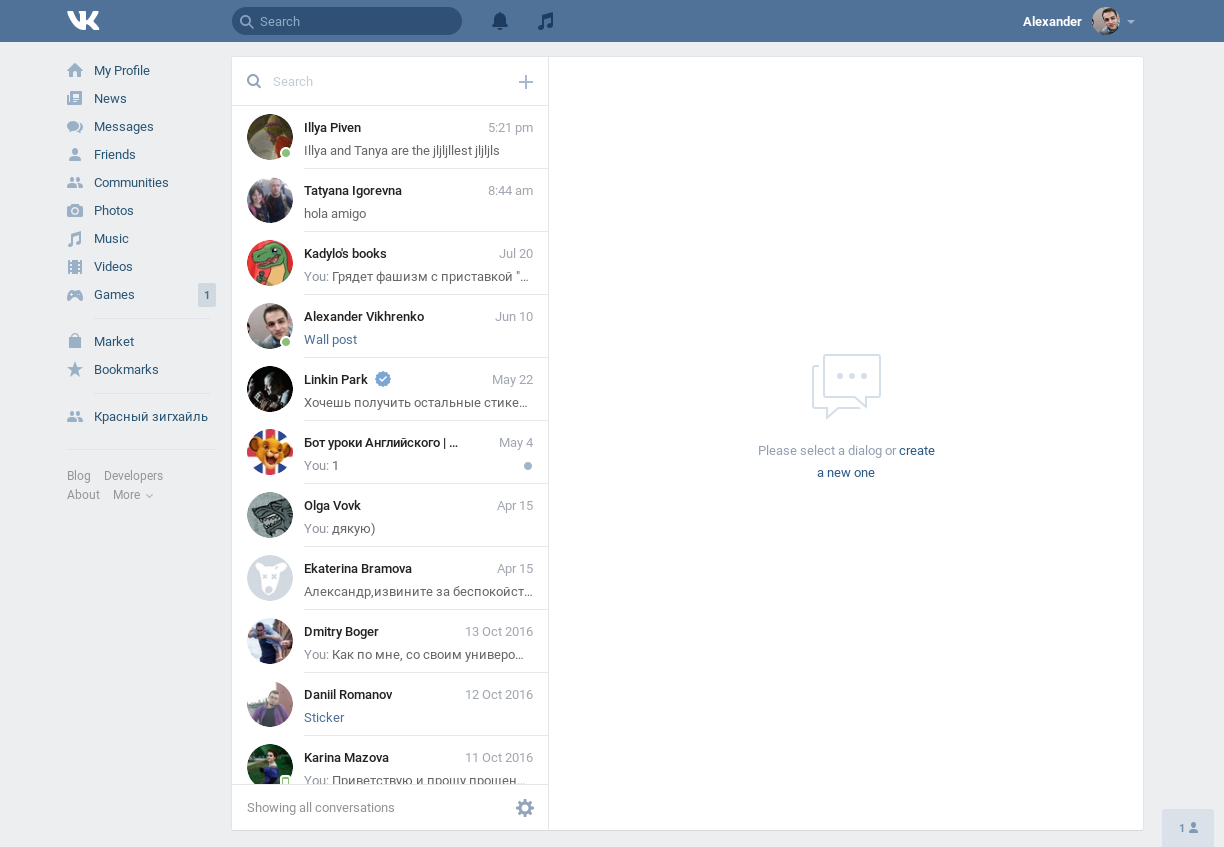 Search
Alexander
My Profile
News
Messages
Friends
Communities
Photos
Music
Videos
Games 1
Market
Bookmarks
Красный зигхайль
Blog Developers
About More
Search
Illya Piven 5:21 pm
Illya and Tanya are the jljljllest jljljls
Tatyana Igorevna 8:44 am
hola amigo
Kadylo's books Jul 20
You: Грядет фашизм с приставкой "...
Alexander Vikhrenko Jun 10
Wall post
Linkin Park May 22
Хочешь получить остальные стике...
Бот уроки Английского | ... May 4
You: 1
Olga Vovk Apr 15
You: дякую)
Ekaterina Bramova Apr 15
Александр,извините за беспокойст...
Dmitry Boger 13 Oct 2016
You: Как по мне, со своим универо...
Daniil Romanov 12 Oct 2016
Sticker
Karina Mazova 11 Oct 2016
You: Приветствую и прошу прощен...
Showing all conversations
Please select a dialog or create
a new one
1